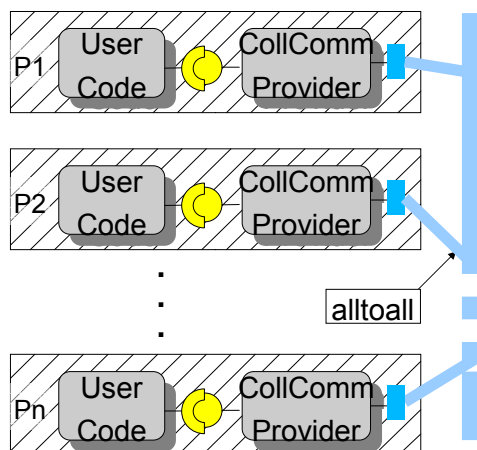 P1
User
Code
CollComm
Provider
P2
User
Code
CollComm
Provider
.
.
.
alltoall
Pn
User
Code
CollComm
Provider